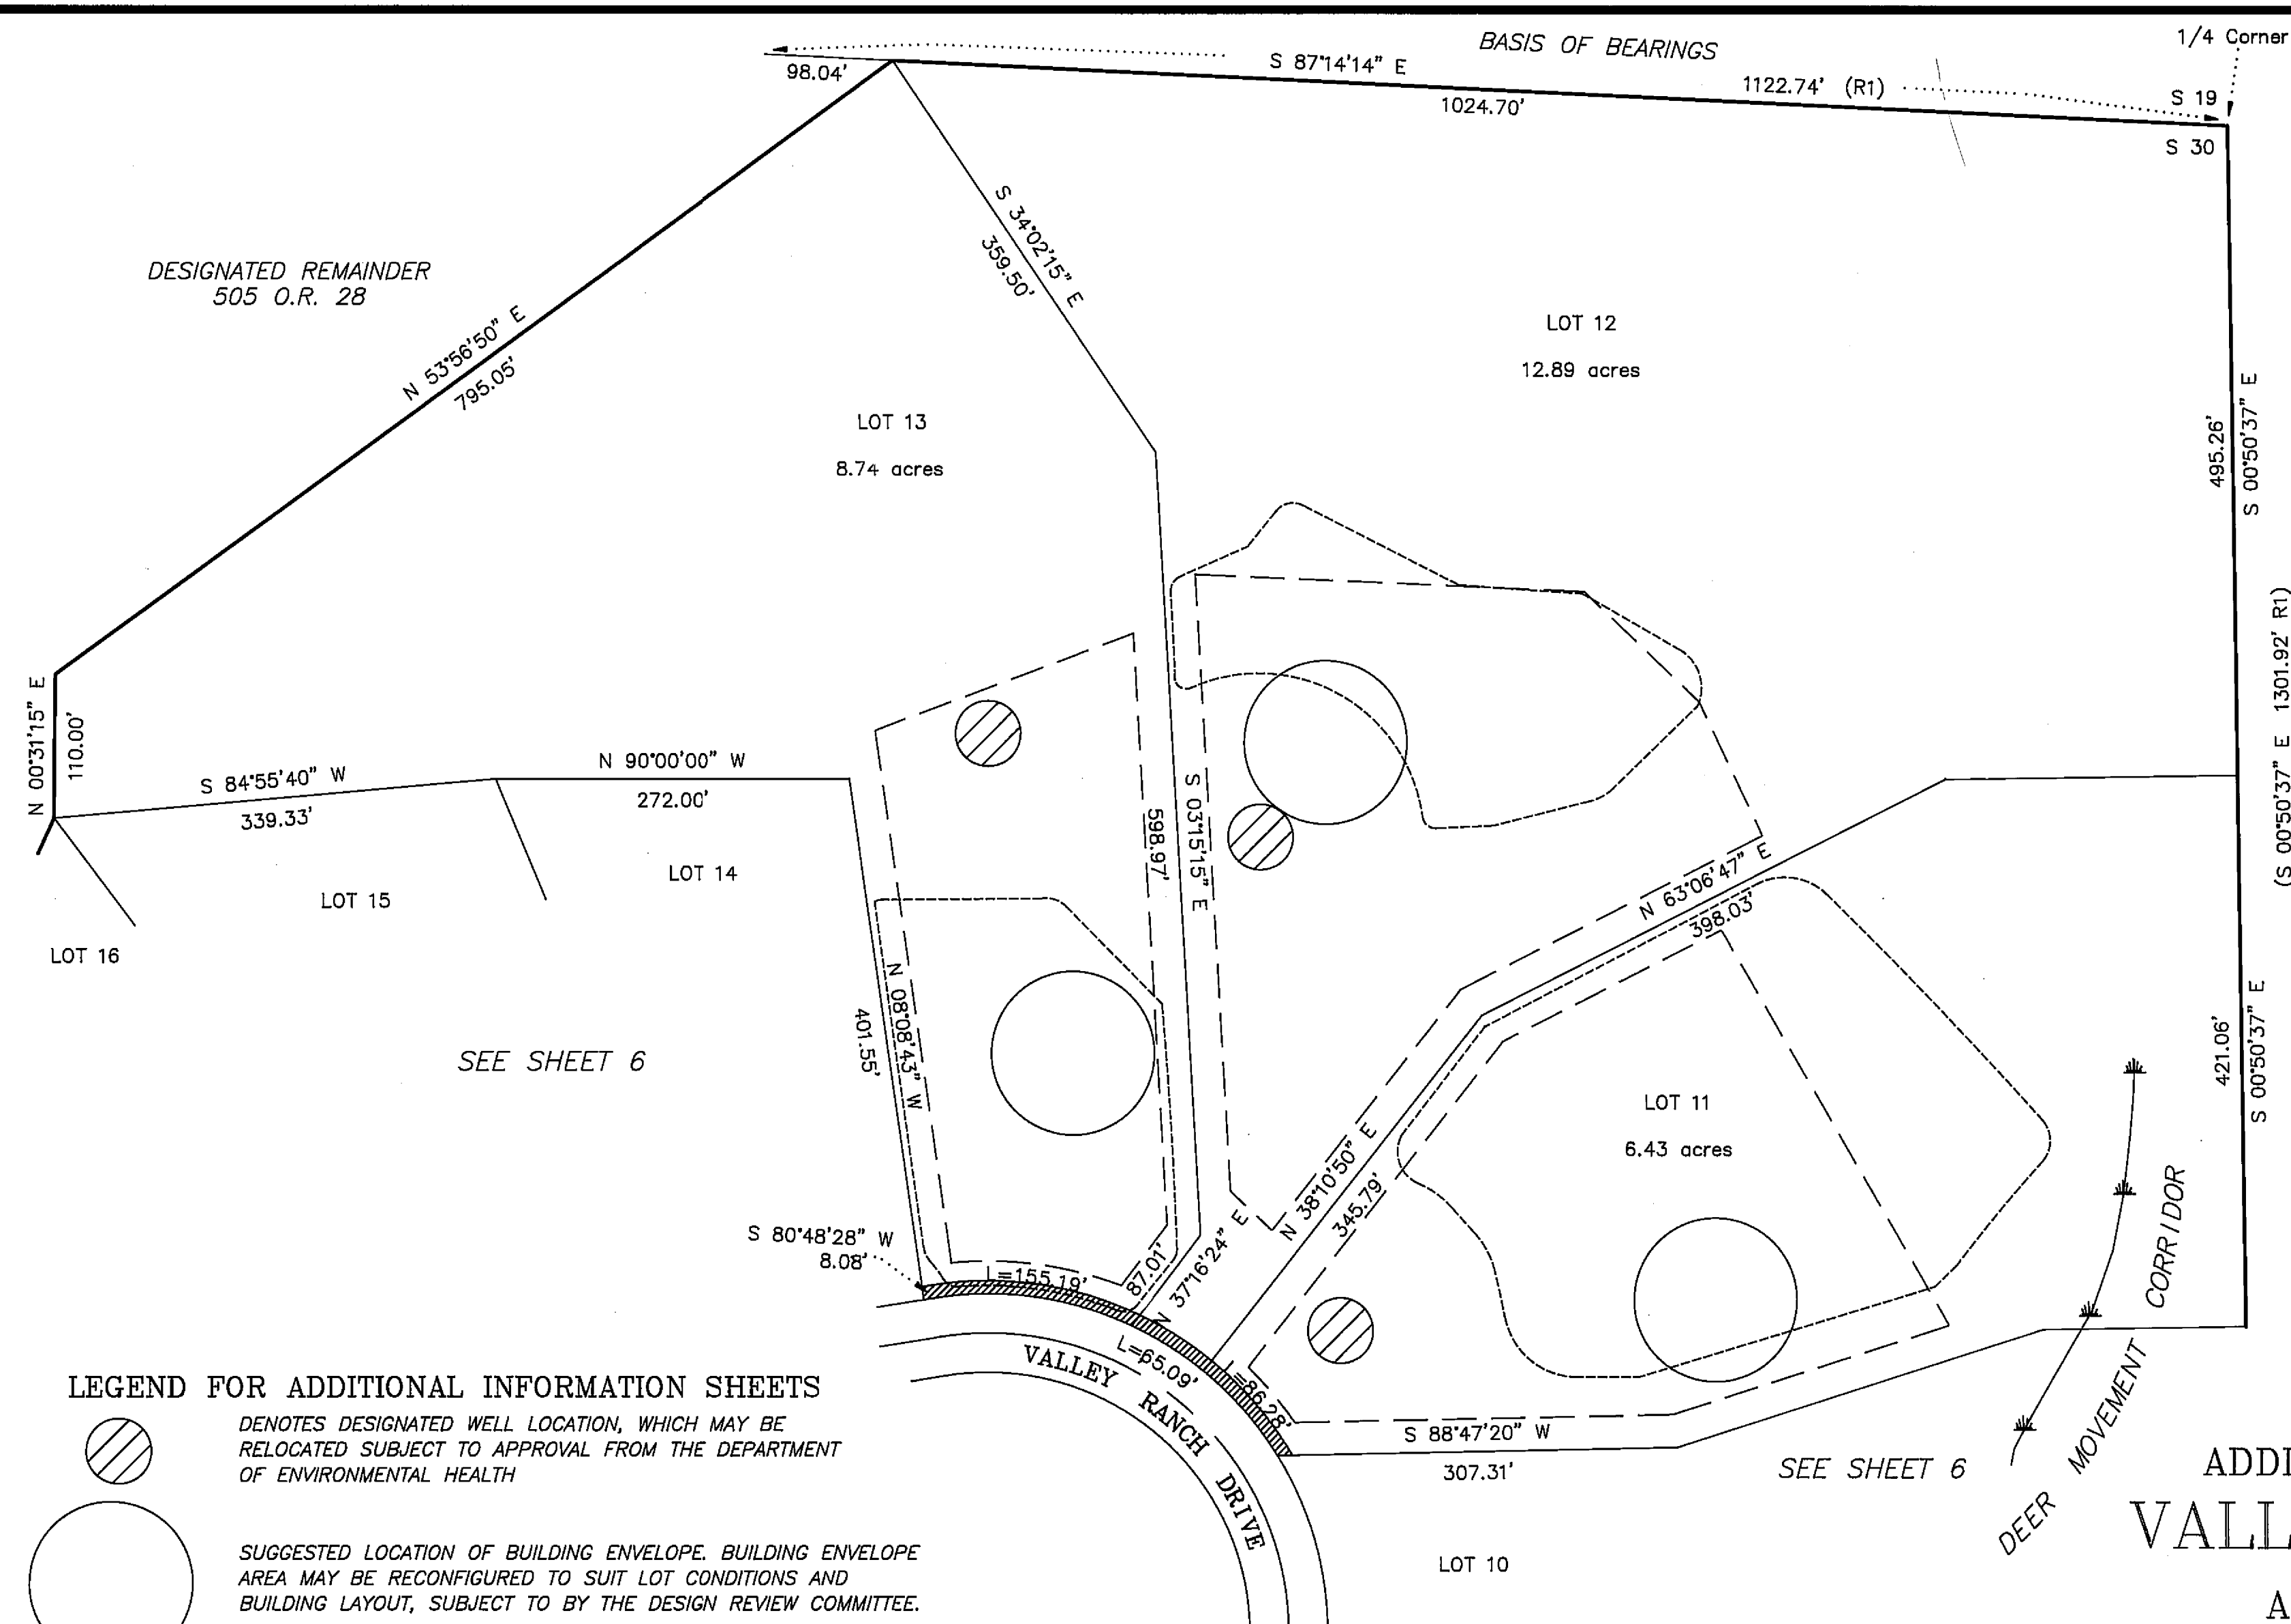 BASIS OF BEARINGS
1/4 Corner
98.04'
S 87°14'14" E
1122.74' (R1)
1024.70'
S 19
S 30
DESIGNATED REMAINDER
505 O.R. 28
S 34°02'15" E
359.50'
N 53°56'50" E
795.05'
LOT 12
12.89 acres
LOT 13
8.74 acres
495.26'
S 00°50'37" E
(S 00°50'37" E 1301.92' R1)
N 00°31'15" E
110.00'
S 84°55'40" W
339.33'
N 90°00'00" W
272.00'
598.97'
S 03°15'15" E
LOT 14
LOT 15
LOT 16
N 63°06'47" E
398.03'
N 08°08'43" W
401.55'
SEE SHEET 6
421.06'
S 00°50'37" E
LOT 11
6.43 acres
N 38°10'50" E
345.79'
S 80°48'28" W
8.08'
L=155.19'
87.01'
N 37°16'24" E
L=65.09'
L=86.28'
VALLEY RANCH DRIVE
S 88°47'20" W
307.31'
SEE SHEET 6
DEER MOVEMENT CORRIDOR
LOT 10
LEGEND FOR ADDITIONAL INFORMATION SHEETS
DENOTES DESIGNATED WELL LOCATION, WHICH MAY BE
RELOCATED SUBJECT TO APPROVAL FROM THE DEPARTMENT
OF ENVIRONMENTAL HEALTH
SUGGESTED LOCATION OF BUILDING ENVELOPE. BUILDING ENVELOPE
AREA MAY BE RECONFIGURED TO SUIT LOT CONDITIONS AND
BUILDING LAYOUT, SUBJECT TO BY THE DESIGN REVIEW COMMITTEE.
ADDI
VALL
A